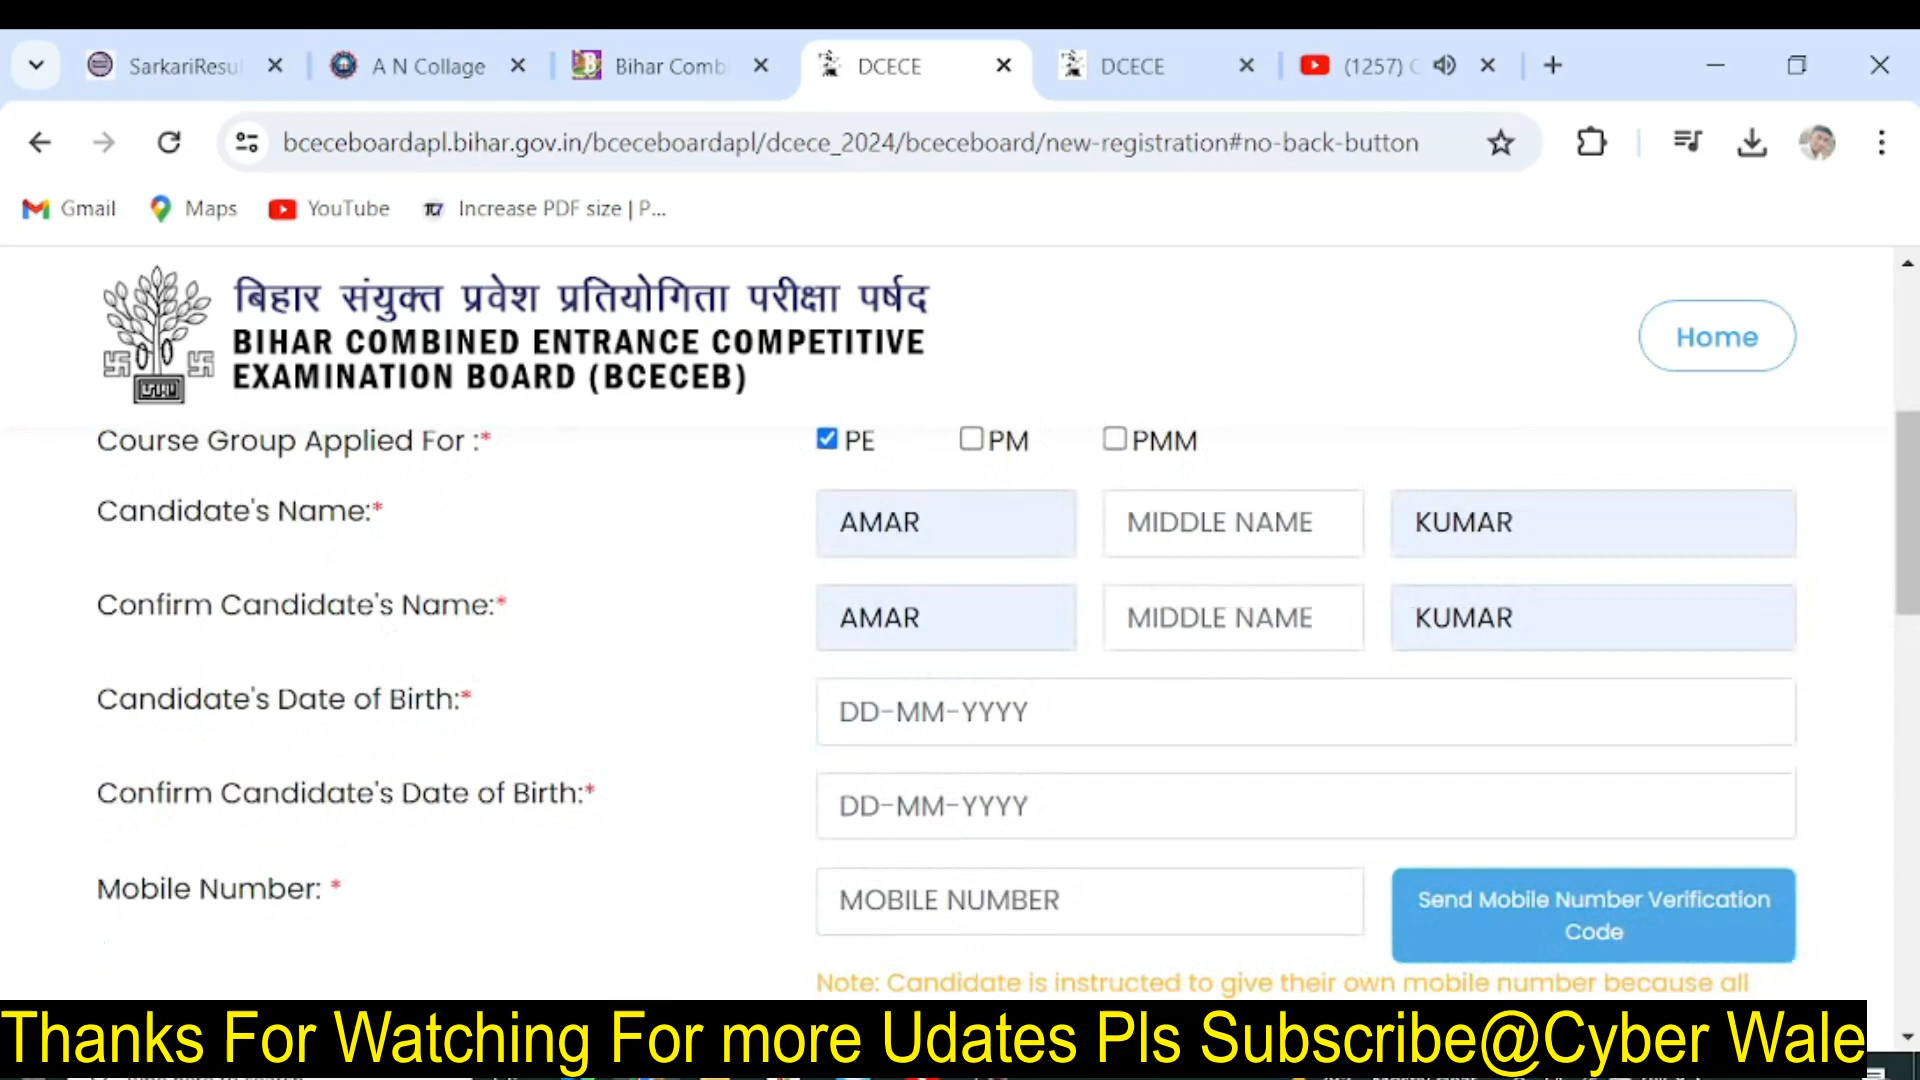 SarkariResul
A N Collage
Bihar Comb
DCECE
DCECE
(1257)
bceceboardapl.bihar.gov.in/bceceboardapl/dcece_2024/bceceboard/new-registration#no-back-button
Gmail
Maps
YouTube
Increase PDF size | P...
बिहार संयुक्त प्रवेश प्रतियोगिता परीक्षा पर्षद
BIHAR COMBINED ENTRANCE COMPETITIVE
EXAMINATION BOARD (BCECEB)
Home
Course Group Applied For :* PE PM PMM
Candidate's Name:* AMAR MIDDLE NAME KUMAR
Confirm Candidate's Name:* AMAR MIDDLE NAME KUMAR
Candidate's Date of Birth:* DD-MM-YYYY
Confirm Candidate's Date of Birth:* DD-MM-YYYY
Mobile Number: * MOBILE NUMBER
Send Mobile Number Verification
Code
Note: Candidate is instructed to give their own mobile number because all
Thanks For Watching For more Udates Pls Subscribe@Cyber Wale